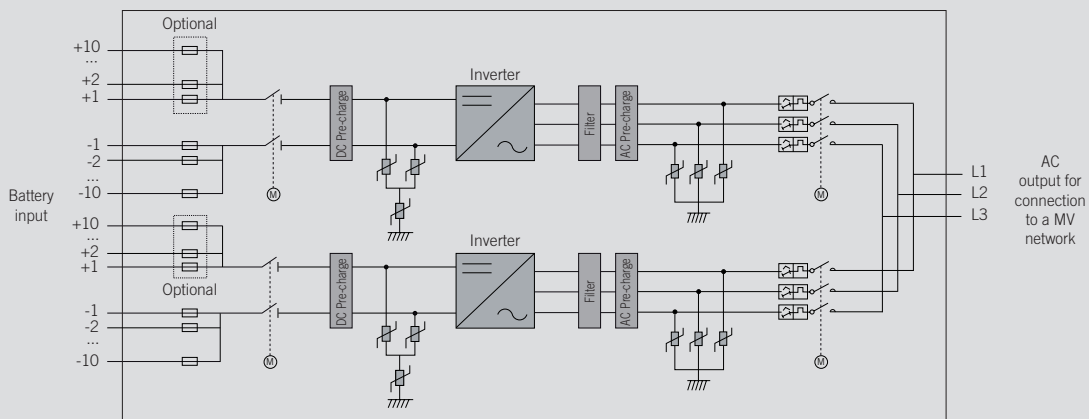 Optional
+10
...
+2
+1
-1
-2
...
-10
Battery
input
+10
...
+2
+1
Optional
-1
-2
...
-10
M
DC Pre-charge
Inverter
Filter
AC Pre-charge
M
M
DC Pre-charge
Inverter
Filter
AC Pre-charge
M
L1
L2
L3
AC
output for
connection
to a MV
network